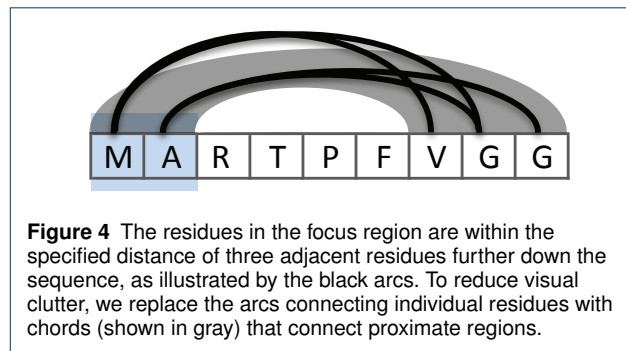 M A R T P F V G G
Figure 4 The residues in the focus region are within the
specified distance of three adjacent residues further down the
sequence, as illustrated by the black arcs. To reduce visual
clutter, we replace the arcs connecting individual residues with
chords (shown in gray) that connect proximate regions.